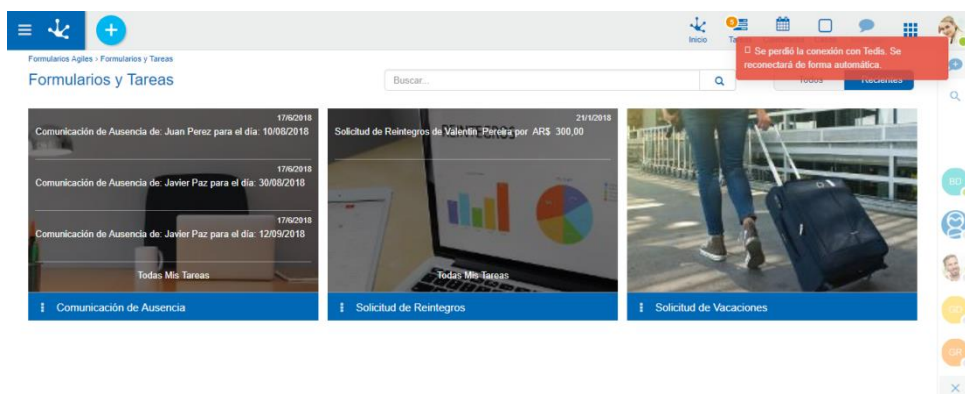 Inicio
Formularios Agiles > Formularios y Tareas
Formularios y Tareas
Buscar...
Se perdió la conexión con Tedis. Se
reconectará de forma automática.
Todos
Recientes
17/6/2018
Comunicación de Ausencia de: Juan Perez para el día: 10/08/2018
17/6/2018
Comunicación de Ausencia de: Javier Paz para el día: 30/08/2018
17/6/2018
Comunicación de Ausencia de: Javier Paz para el día: 12/09/2018
Todas Mis Tareas
Comunicación de Ausencia
21/1/2018
Solicitud de Reintegros de Valentin Pereira por AR$ 300,00
REINTEGROS
Todas Mis Tareas
Solicitud de Reintegros
Solicitud de Vacaciones
BD
GD
GR